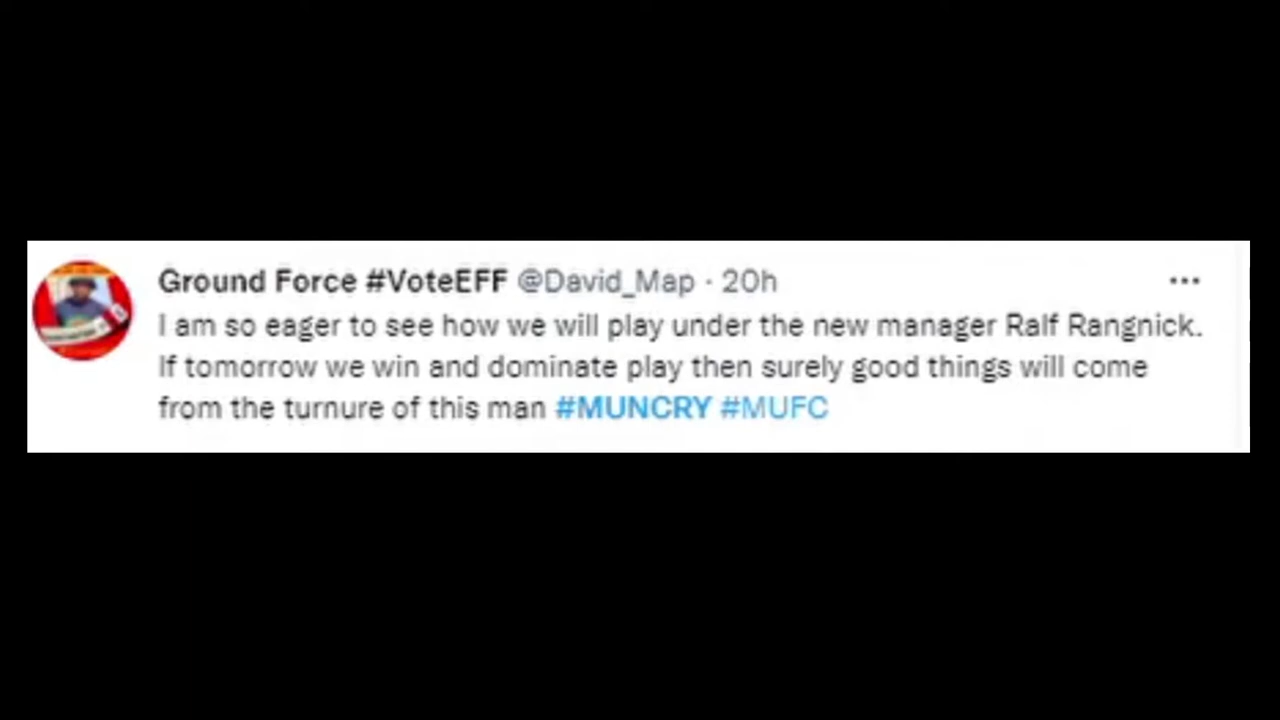 Ground Force #VoteEFF @David_Map · 20h ...
I am so eager to see how we will play under the new manager Ralf Rangnick.
If tomorrow we win and dominate play then surely good things will come
from the turnure of this man #MUNCRY #MUFC